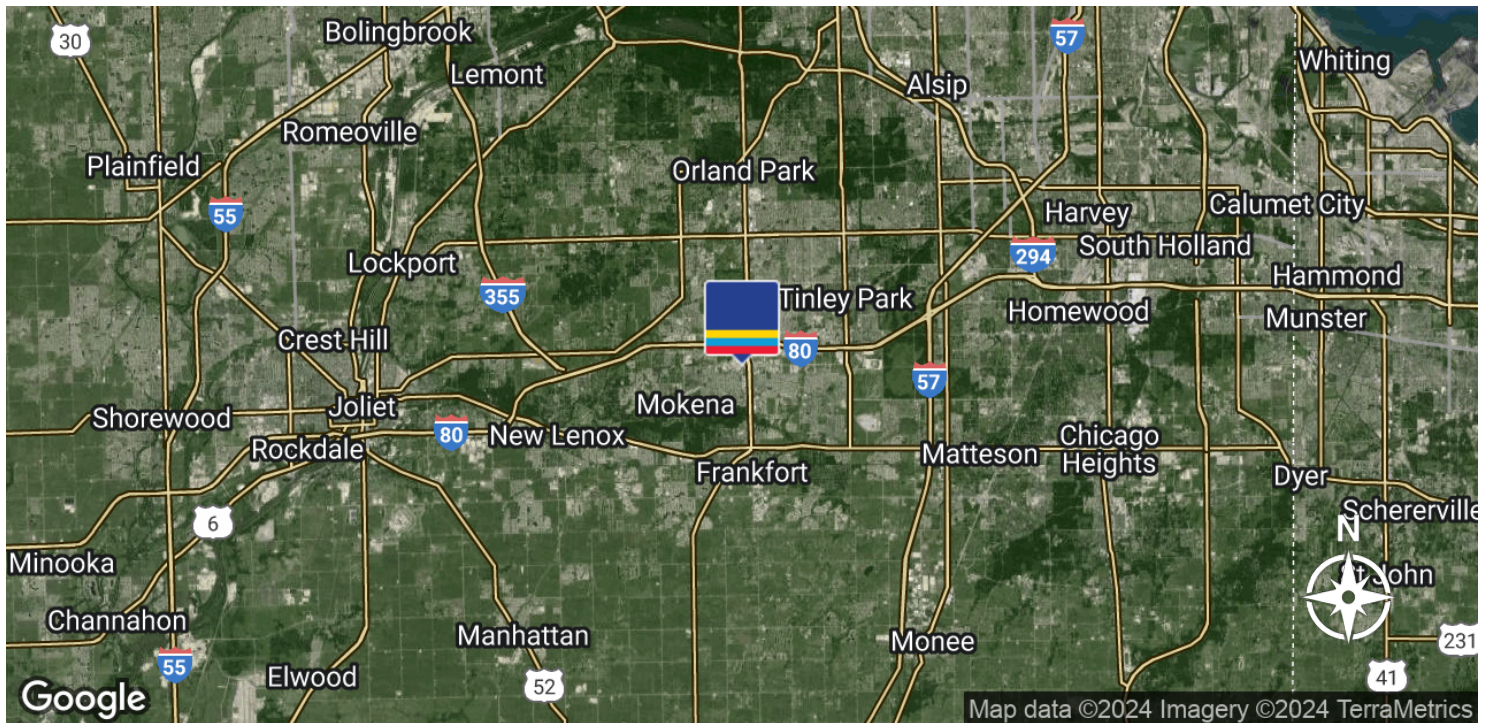 30
Bolingbrook
57
Whiting
Lemont
Alsip
Romeoville
Plainfield
Orland Park
55
Harvey
Calumet City
294
South Holland
Lockport
Hammond
355
Tinley Park
Homewood
Munster
Crest Hill
80
57
Joliet
Mokena
Shorewood
80
New Lenox
Rockdale
Matteson
Chicago
Heights
Frankfort
Dyer
6
Schererville
N
Minooka
St John
Channahon
Manhattan
Monee
231
55
Elwood
52
41
Google
Map data ©2024 Imagery ©2024 TerraMetrics